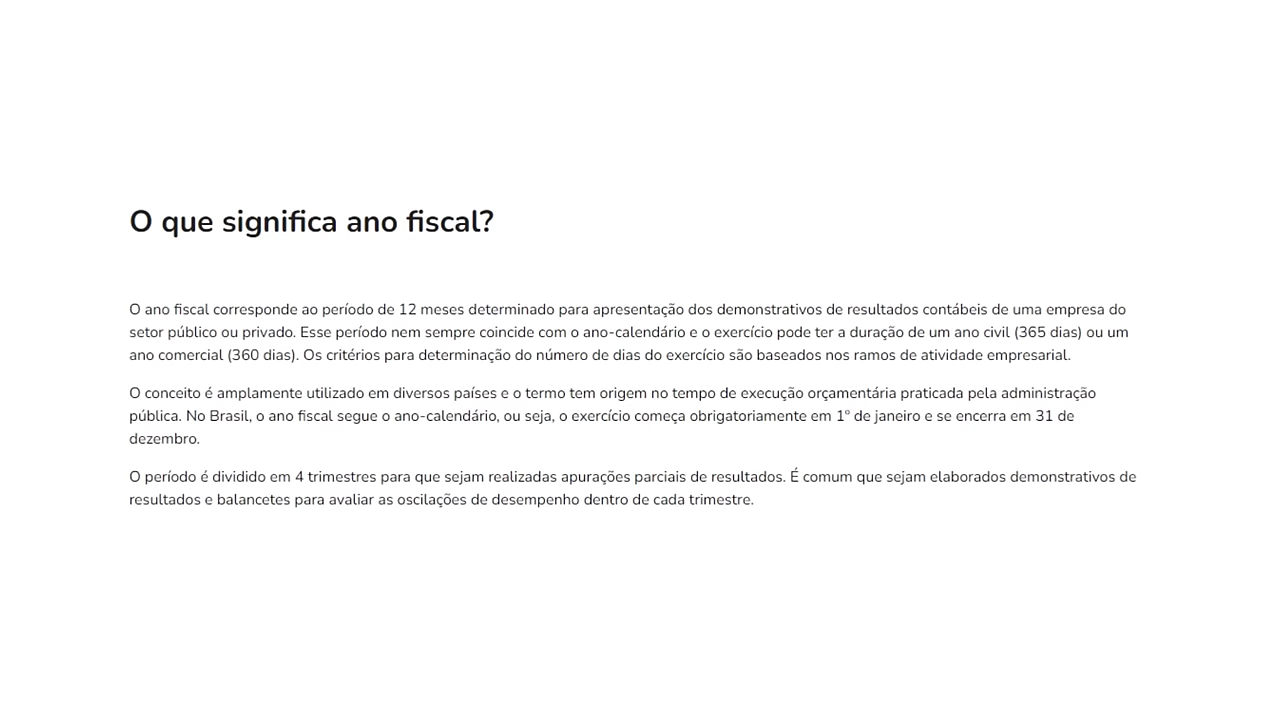 O que significa ano fiscal?
O ano fiscal corresponde ao período de 12 meses determinado para apresentação dos demonstrativos de resultados contábeis de uma empresa do
setor público ou privado. Esse período nem sempre coincide com o ano-calendário e o exercício pode ter a duração de um ano civil (365 dias) ou um
ano comercial (360 dias). Os critérios para determinação do número de dias do exercício são baseados nos ramos de atividade empresarial.
O conceito é amplamente utilizado em diversos países e o termo tem origem no tempo de execução orçamentária praticada pela administração
pública. No Brasil, o ano fiscal segue o ano-calendário, ou seja, o exercício começa obrigatoriamente em 1º de janeiro e se encerra em 31 de
dezembro.
O período é dividido em 4 trimestres para que sejam realizadas apurações parciais de resultados. É comum que sejam elaborados demonstrativos de
resultados e balancetes para avaliar as oscilações de desempenho dentro de cada trimestre.